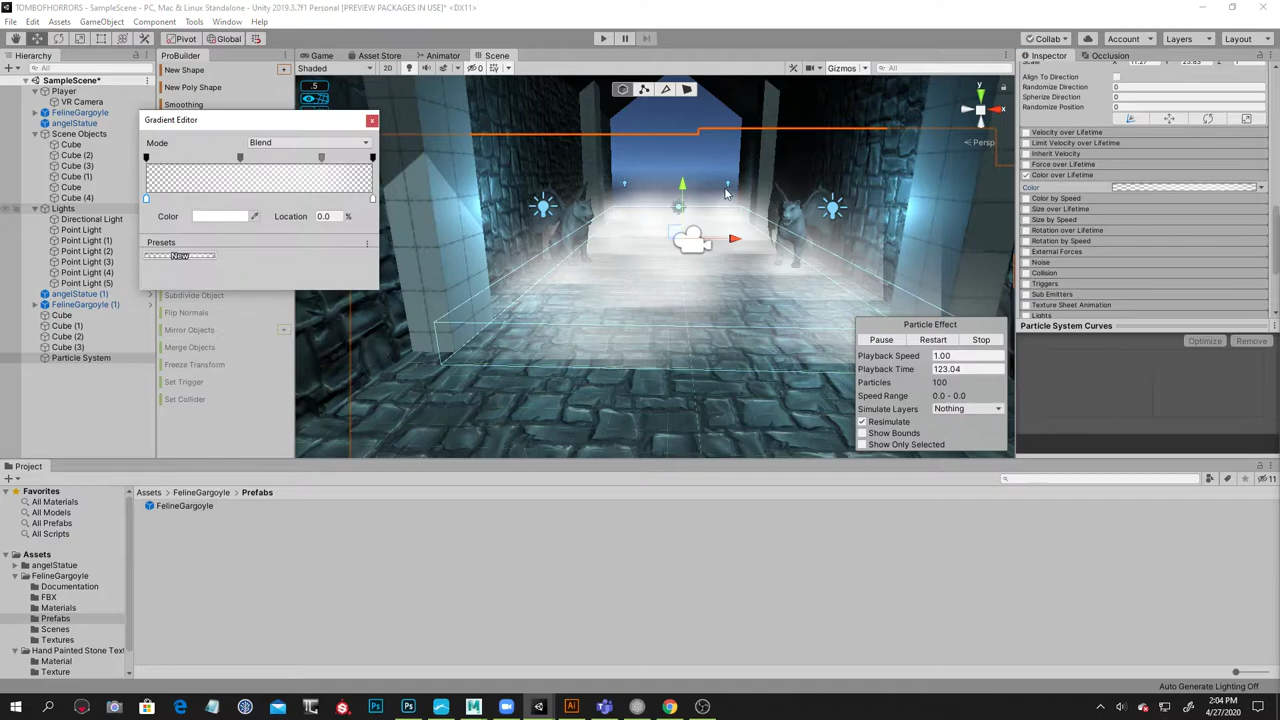 TOMBOFHORRORS - SampleScene - PC, Mac & Linux Standalone - Unity 2019.3.7f1 Personal [PREVIEW PACKAGES IN USE]* <DX11>
File Edit Assets GameObject Component Tools Window Help
Pivot Global Collab Account Layers Layout
Hierarchy ProBuilder Game Asset Store Animator Scene Inspector Occlusion
All Shaded 2D 0 Gizmos All
SampleScene*
Player
VR Camera
FelineGargoyle
angelStatue
Scene Objects
Cube
Cube (2)
Cube (3)
Cube (1)
Cube
Cube (4)
Lights
Directional Light
Point Light
Point Light (1)
Point Light (2)
Point Light (3)
Point Light (4)
Point Light (5)
angelStatue (1)
FelineGargoyle (1)
Cube
Cube (1)
Cube (2)
Cube (3)
Particle System
New Shape
New Poly Shape
Smoothing
Gradient Editor
x
Mode Blend
Color Location 0.0 %
Presets
New
Subdivide Object
Flip Normals
Mirror Objects
Merge Objects
Freeze Transform
Set Trigger
Set Collider
.5
y
x
Persp
Particle Effect
Pause Restart Stop
Playback Speed 1.00
Playback Time 123.04
Particles 100
Speed Range 0.0 - 0.0
Simulate Layers Nothing
Resimulate
Show Bounds
Show Only Selected
Align To Direction
Randomize Direction 0
Spherize Direction 0
Randomize Position 0
Velocity over Lifetime
Limit Velocity over Lifetime
Inherit Velocity
Force over Lifetime
Color over Lifetime
Color
Color by Speed
Size over Lifetime
Size by Speed
Rotation over Lifetime
Rotation by Speed
External Forces
Noise
Collision
Triggers
Sub Emitters
Texture Sheet Animation
Lights
Particle System Curves
Optimize Remove
Project
11
Favorites
All Materials
All Models
All Prefabs
All Scripts
Assets
angelStatue
FelineGargoyle
Documentation
FBX
Materials
Prefabs
Scenes
Textures
Hand Painted Stone Text
Material
Texture
Assets > FelineGargoyle > Prefabs
FelineGargoyle
Auto Generate Lighting Off
2:04 PM
4/27/2020